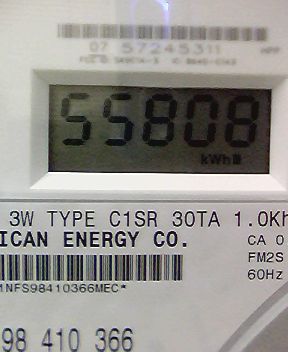 07 57245311
55808
kWh
3W TYPE C1SR 30TA 1.0Kh
ICAN ENERGY CO.
CA 0
FM2S
60Hz
1NFS98410366MEC*
98 410 366